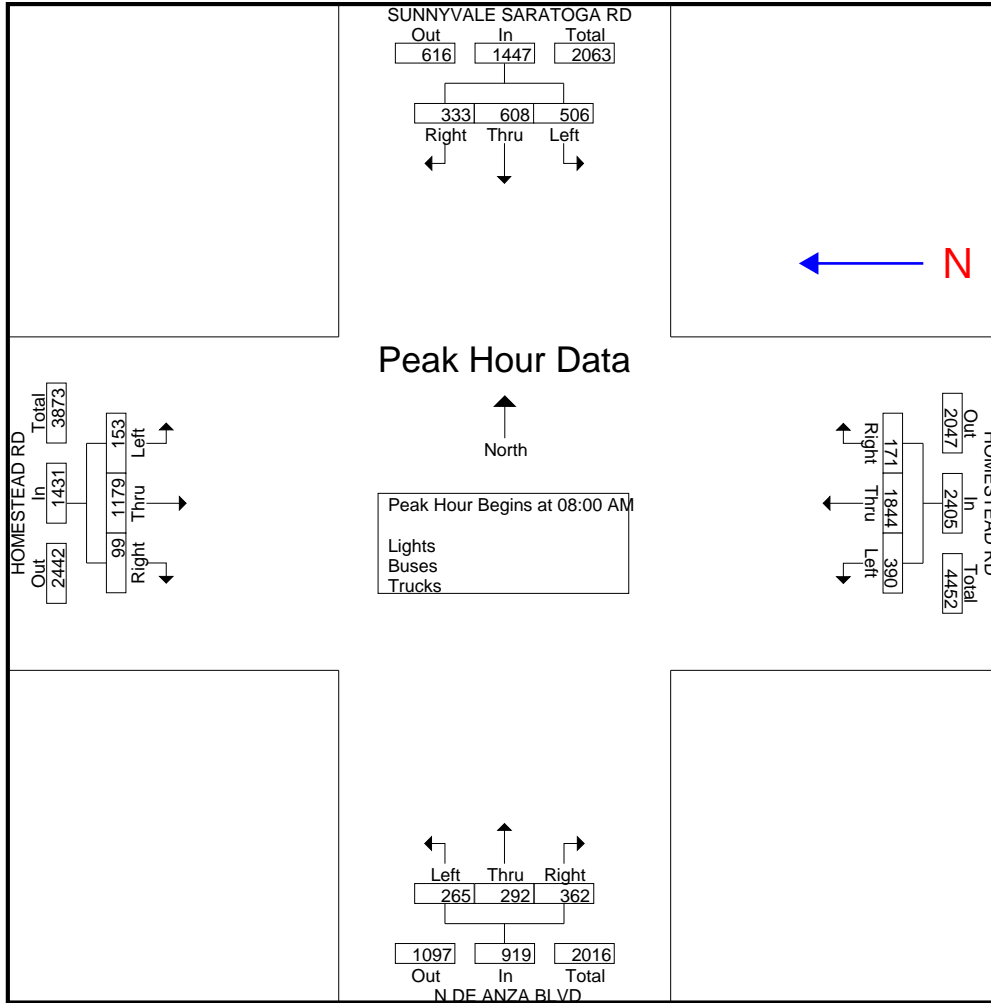 SUNNYVALE SARATOGA RD
Out In Total
616 1447 2063
333 608 506
Right Thru Left
N
Peak Hour Data
North
Peak Hour Begins at 08:00 AM
Lights
Buses
Trucks
HOMESTEAD RD
Out In Total
2442 1431 3873
Left Thru Right
153 1179 99
HOMESTEAD RD
Out In Total
2047 2405 4452
171 1844 390
Right Thru Left
Left Thru Right
265 292 362
1097 919 2016
Out In Total
N DE ANZA BLVD